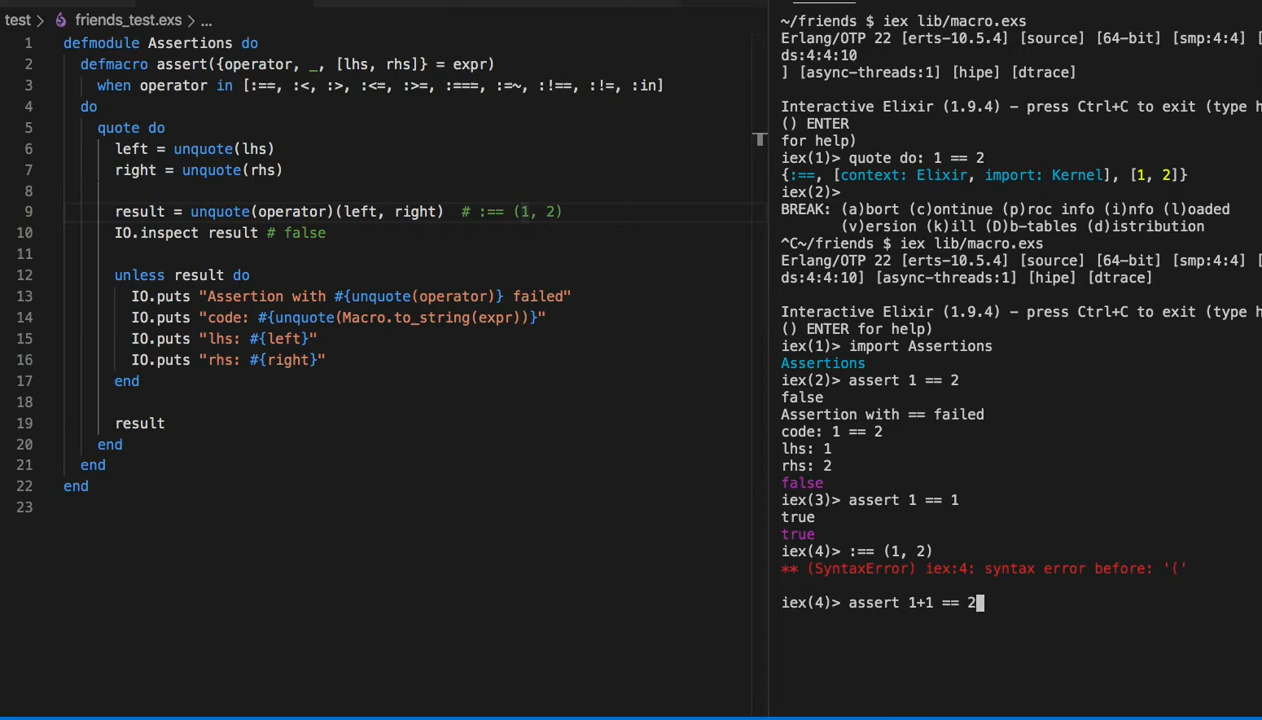 test > friends_test.exs > ...
1 defmodule Assertions do
2 defmacro assert({operator, _, [lhs, rhs]} = expr)
3 when operator in [:==, :<, :>, :<=, :>=, :===, :=~, :!==, :!=, :in]
4 do
5 quote do
6 left = unquote(lhs)
7 right = unquote(rhs)
8
9 result = unquote(operator)(left, right) # :== (1, 2)
10 IO.inspect result # false
11
12 unless result do
13 IO.puts "Assertion with #{unquote(operator)} failed"
14 IO.puts "code: #{unquote(Macro.to_string(expr))}"
15 IO.puts "lhs: #{left}"
16 IO.puts "rhs: #{right}"
17 end
18
19 result
20 end
21 end
22 end
23
~/friends $ iex lib/macro.exs
Erlang/OTP 22 [erts-10.5.4] [source] [64-bit] [smp:4:4] [
ds:4:4:10
] [async-threads:1] [hipe] [dtrace]
Interactive Elixir (1.9.4) - press Ctrl+C to exit (type h
() ENTER
for help)
iex(1)> quote do: 1 == 2
{:==, [context: Elixir, import: Kernel], [1, 2]}
iex(2)>
BREAK: (a)bort (c)ontinue (p)roc info (i)nfo (l)oaded
(v)ersion (k)ill (D)b-tables (d)istribution
^C~/friends $ iex lib/macro.exs
Erlang/OTP 22 [erts-10.5.4] [source] [64-bit] [smp:4:4] [
ds:4:4:10] [async-threads:1] [hipe] [dtrace]
Interactive Elixir (1.9.4) - press Ctrl+C to exit (type h
() ENTER for help)
iex(1)> import Assertions
Assertions
iex(2)> assert 1 == 2
false
Assertion with == failed
code: 1 == 2
lhs: 1
rhs: 2
false
iex(3)> assert 1 == 1
true
true
iex(4)> :== (1, 2)
** (SyntaxError) iex:4: syntax error before: '('
iex(4)> assert 1+1 == 2